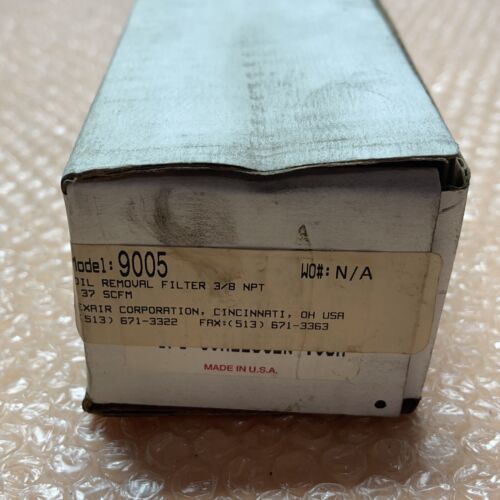 Model: 9005 WO#: N/A
OIL REMOVAL FILTER 3/8 NPT
37 SCFM
EXAIR CORPORATION, CINCINNATI, OH USA
(513) 671-3322 FAX:(513) 671-3363
MADE IN U.S.A.